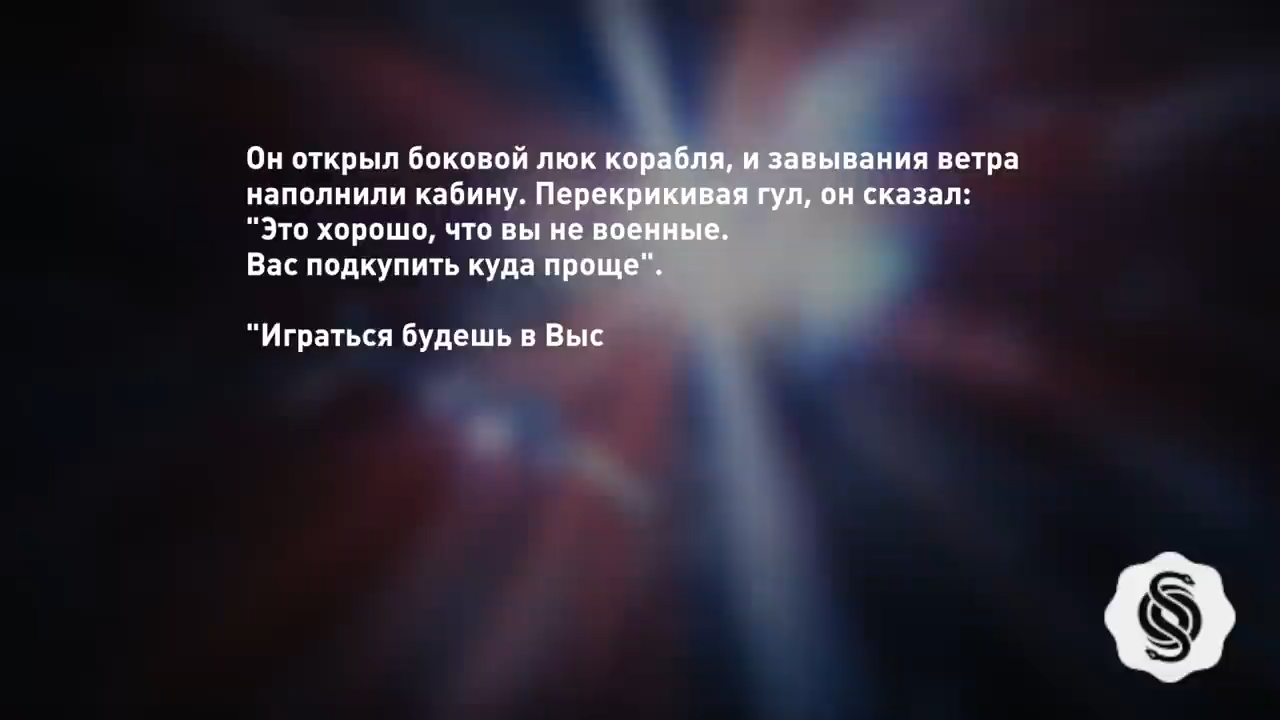 Он открыл боковой люк корабля, и завывания ветра
наполнили кабину. Перекрикивая гул, он сказал:
"Это хорошо, что вы не военные.
Вас подкупить куда проще".
"Играться будешь в Выс